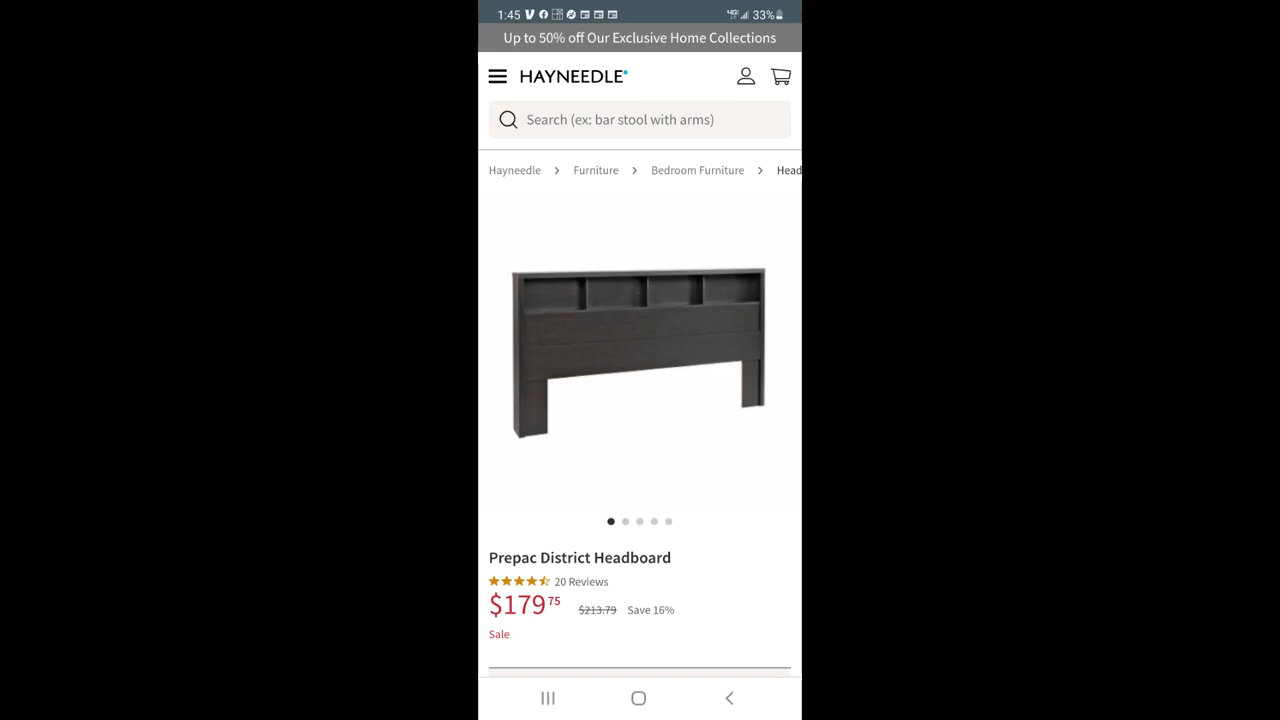 1:45
33%
Up to 50% off Our Exclusive Home Collections
HAYNEEDLE
Search (ex: bar stool with arms)
Hayneedle > Furniture > Bedroom Furniture > Head
Prepac District Headboard
20 Reviews
$179 75 $213.79 Save 16%
Sale